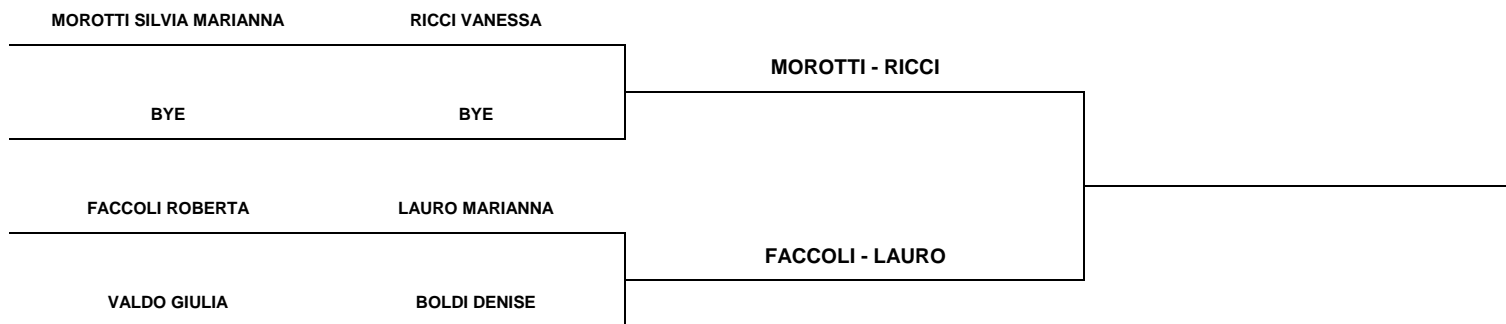 MOROTTI SILVIA MARIANNA RICCI VANESSA
MOROTTI - RICCI
BYE BYE
FACCOLI ROBERTA LAURO MARIANNA
FACCOLI - LAURO
VALDO GIULIA BOLDI DENISE